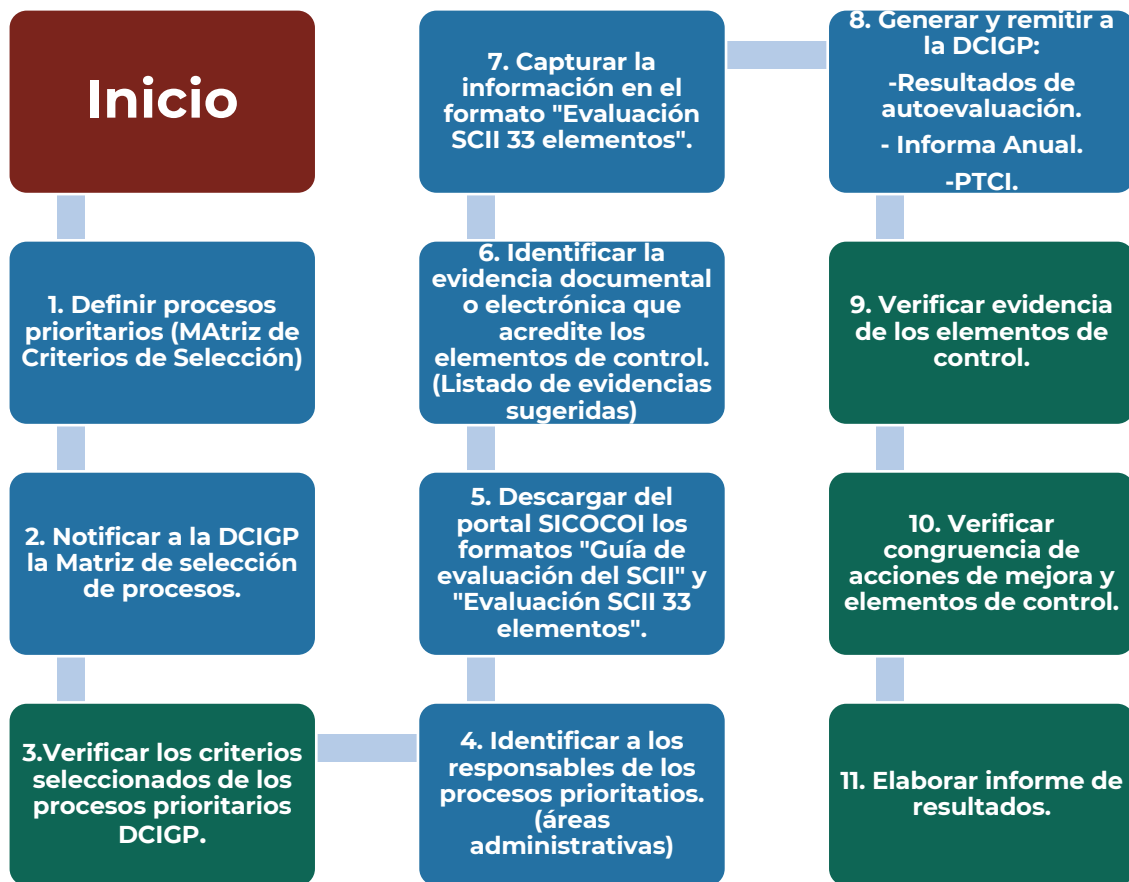 Inicio
1. Definir procesos
prioritarios (MAtriz de
Criterios de Selección)
2. Notificar a la DCIGP
la Matriz de selección
de procesos.
3.Verificar los criterios
seleccionados de los
procesos prioritarios
DCIGP.
4. Identificar a los
responsables de los
procesos prioritatios.
(áreas
administrativas)
5. Descargar del
portal SICOCOI los
formatos "Guía de
evaluación del SCII" y
"Evaluación SCII 33
elementos".
6. Identificar la
evidencia documental
o electrónica que
acredite los
elementos de control.
(Listado de evidencias
sugeridas)
7. Capturar la
información en el
formato "Evaluación
SCII 33 elementos".
8. Generar y remitir a
la DCIGP:
-Resultados de
autoevaluación.
- Informa Anual.
-PTCI.
9. Verificar evidencia
de los elementos de
control.
10. Verificar
congruencia de
acciones de mejora y
elementos de control.
11. Elaborar informe de
resultados.